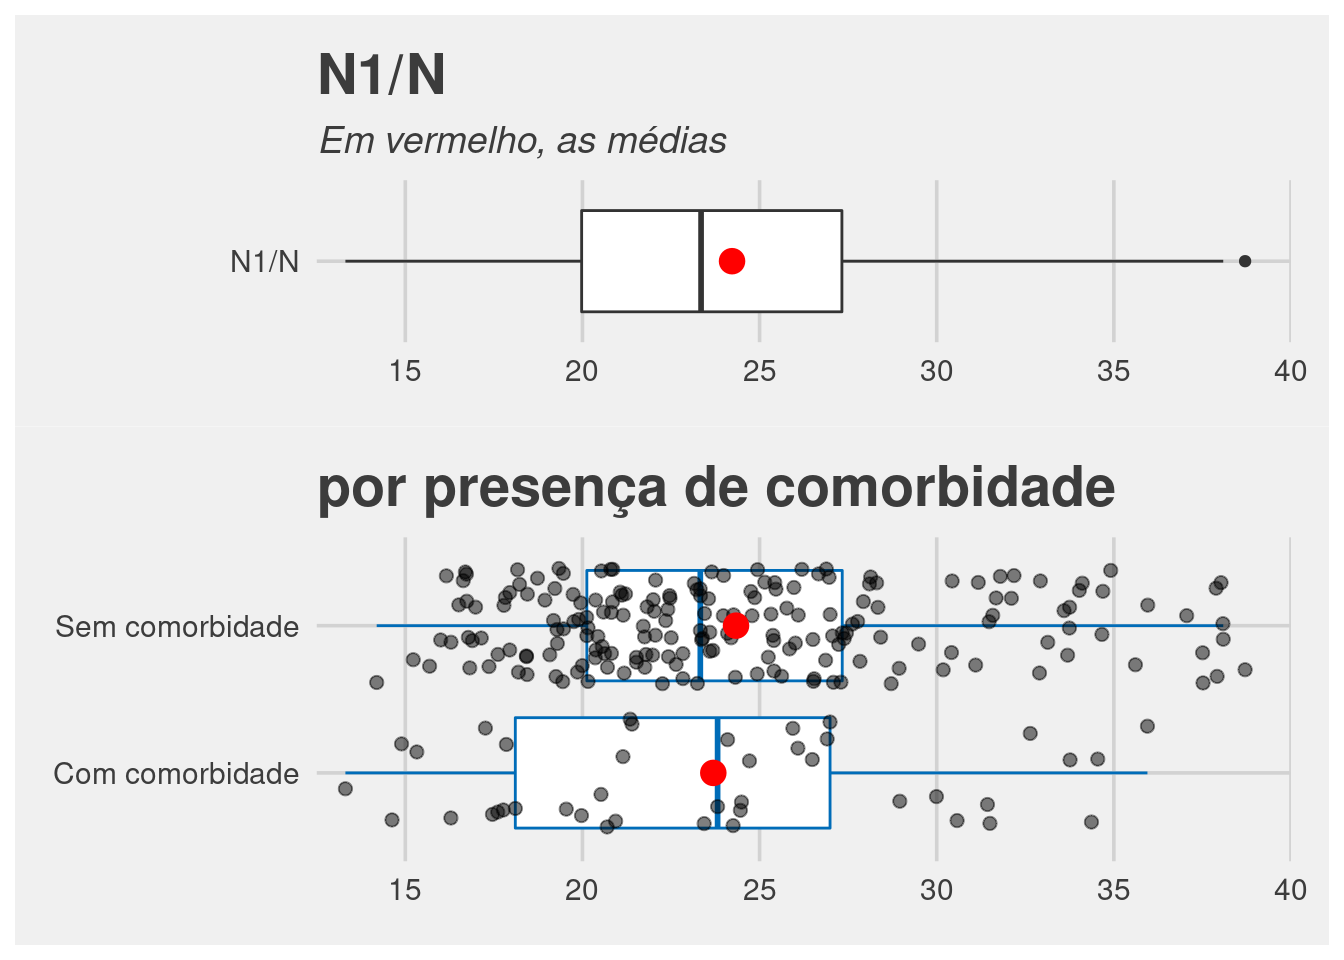 N1/N
Em vermelho, as médias
N1/N
15 20 25 30 35 40
por presença de comorbidade
Sem comorbidade
Com comorbidade
15 20 25 30 35 40